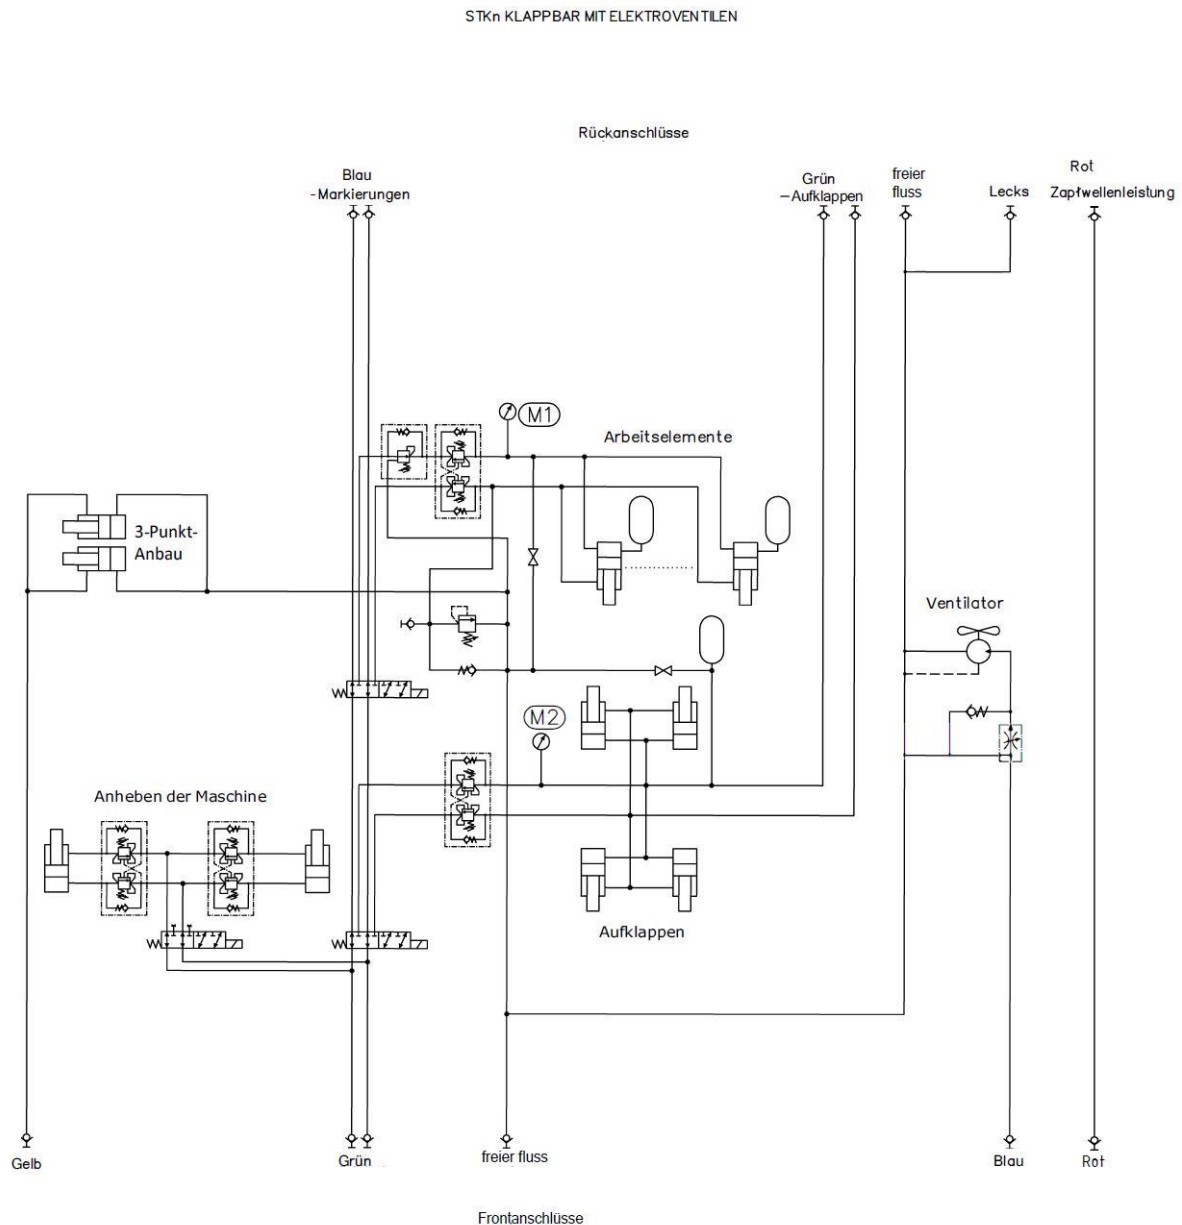 STKn KLAPPBAR MIT ELEKTROVENTILEN
Rückanschlüsse
Blau
-Markierungen
Grün
—Aufklappen
freier
fluss
Lecks
Rot
Zapfwellenleistung
M1
Arbeitselemente
3-Punkt-
Anbau
Ventilator
M2
Anheben der Maschine
Aufklappen
Gelb
Grün
freier fluss
Blau
Rot
Frontanschlüsse